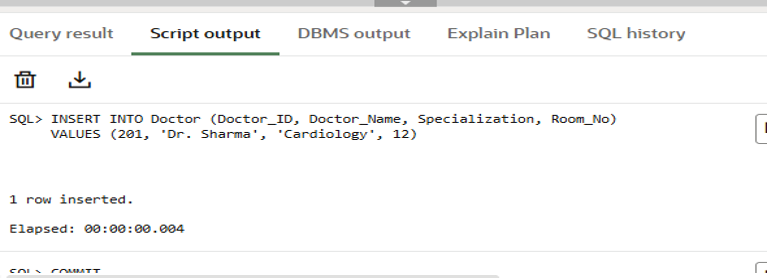 Query result Script output DBMS output Explain Plan SQL history
SQL> INSERT INTO Doctor (Doctor_ID, Doctor_Name, Specialization, Room_No)
VALUES (201, 'Dr. Sharma', 'Cardiology', 12)
1 row inserted.
Elapsed: 00:00:00.004
SQL> COMMIT